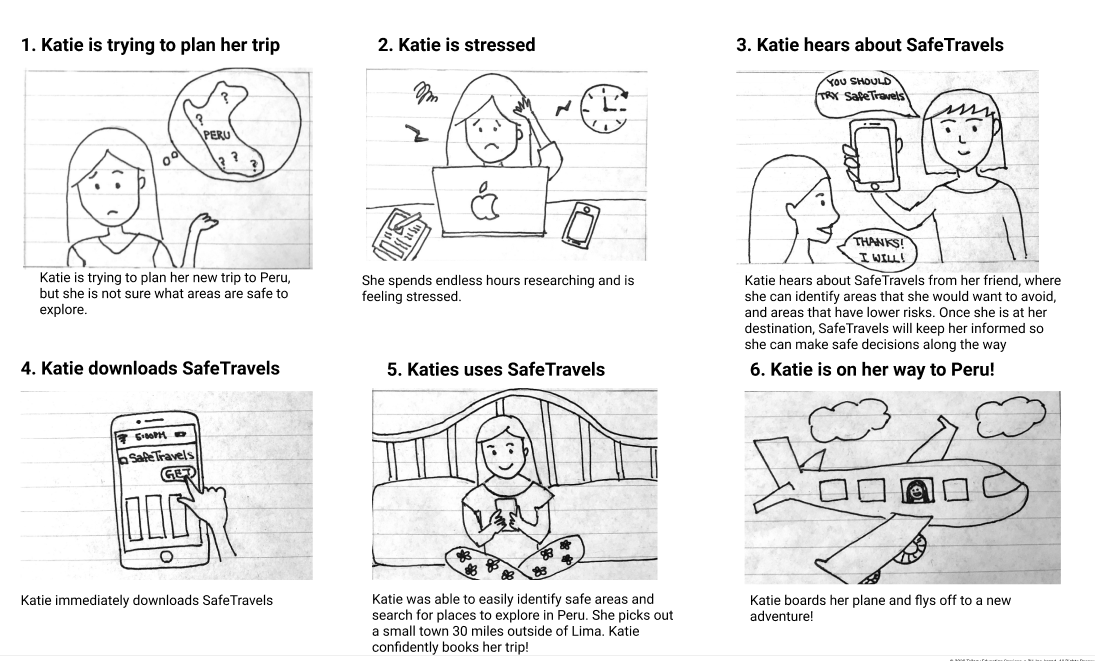 1. Katie is trying to plan her trip
PERU
?
?
?
?
?
Katie is trying to plan her new trip to Peru,
but she is not sure what areas are safe to
explore.
2. Katie is stressed
She spends endless hours researching and is
feeling stressed.
3. Katie hears about SafeTravels
YOU SHOULD
TRY SafeTravels
THANKS!
I WILL!
Katie hears about SafeTravels from her friend, where
she can identify areas that she would want to avoid,
and areas that have lower risks. Once she is at her
destination, SafeTravels will keep her informed so
she can make safe decisions along the way
4. Katie downloads SafeTravels
5:00PM
SafeTravels
GET
Katie immediately downloads SafeTravels
5. Katies uses SafeTravels
Katie was able to easily identify safe areas and
search for places to explore in Peru. She picks out
a small town 30 miles outside of Lima. Katie
confidently books her trip!
6. Katie is on her way to Peru!
Katie boards her plane and flys off to a new
adventure!